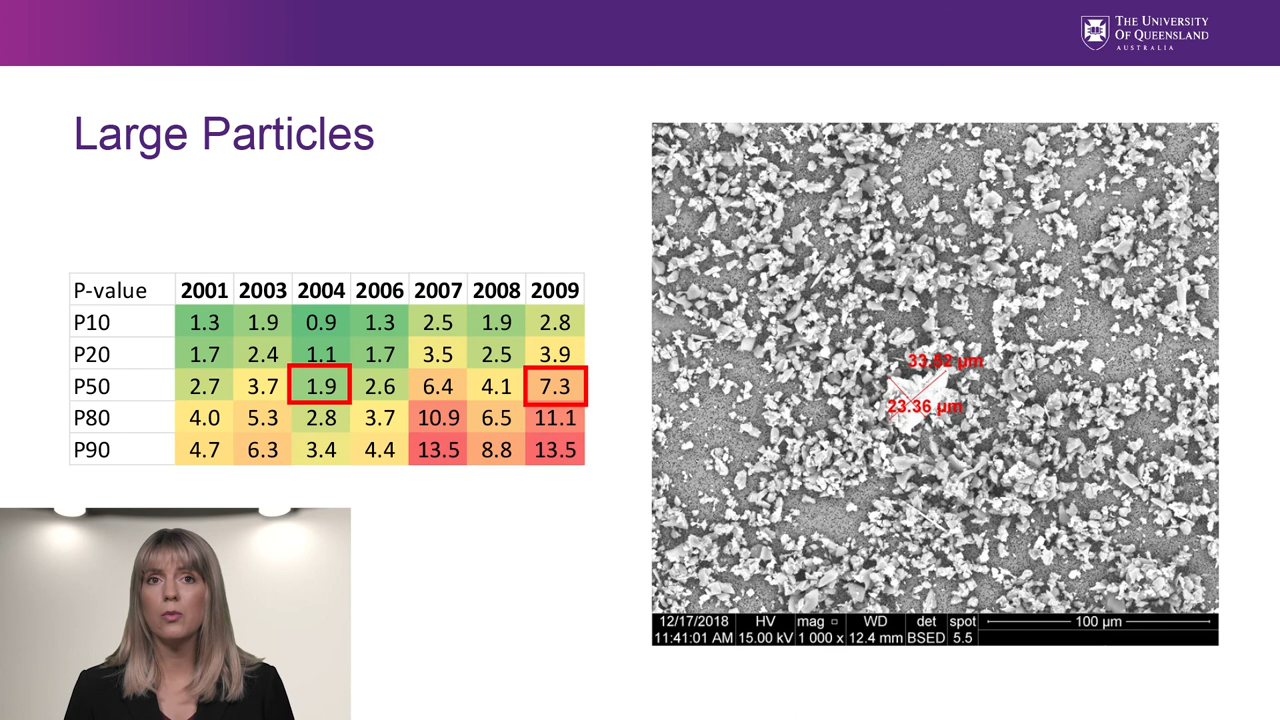 THE UNIVERSITY
OF QUEENSLAND
AUSTRALIA
Large Particles
P-value 2001 2003 2004 2006 2007 2008 2009
P10 1.3 1.9 0.9 1.3 2.5 1.9 2.8
P20 1.7 2.4 1.1 1.7 3.5 2.5 3.9
P50 2.7 3.7 1.9 2.6 6.4 4.1 7.3
P80 4.0 5.3 2.8 3.7 10.9 6.5 11.1
P90 4.7 6.3 3.4 4.4 13.5 8.8 13.5
33.52 µm
23.36 µm
12/17/2018 HV mag WD det spot 100 µm
11:41:01 AM 15.00 kV 1 000 x 12.4 mm BSED 5.5